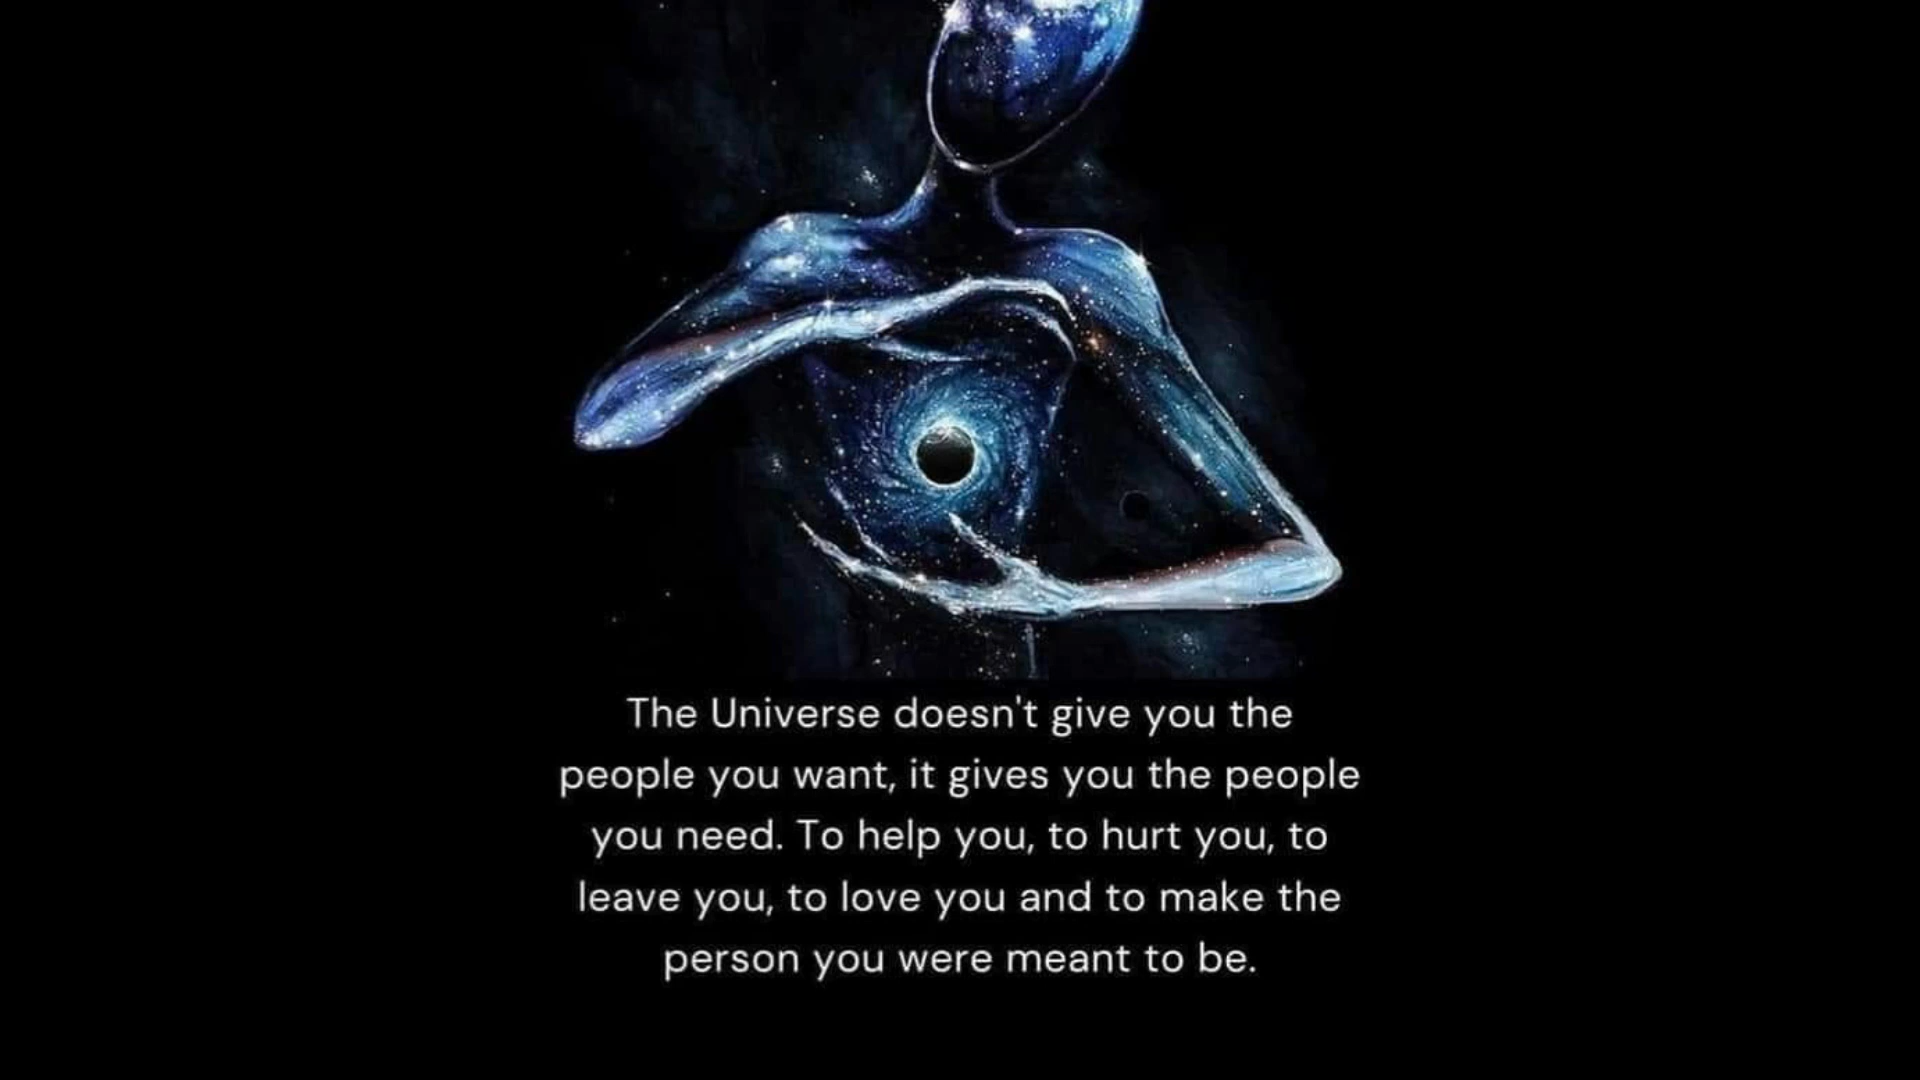 The Universe doesn't give you the
people you want, it gives you the people
you need. To help you, to hurt you, to
leave you, to love you and to make the
person you were meant to be.